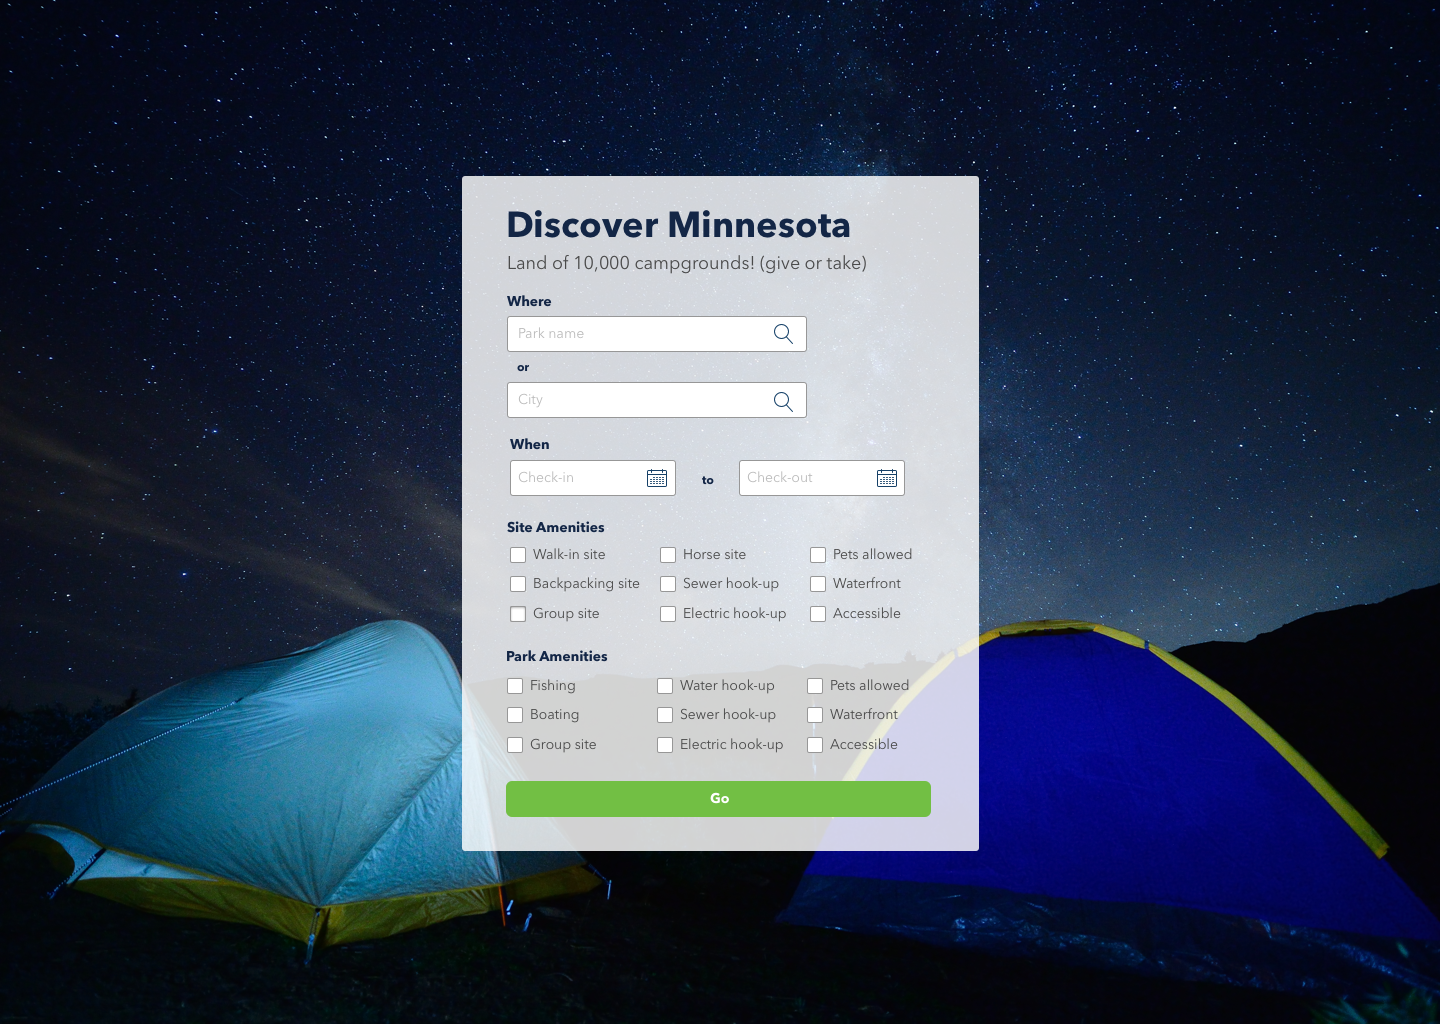 Discover Minnesota
Land of 10,000 campgrounds! (give or take)
Where
Park name
or
City
When
Check-in to Check-out
Site Amenities
Walk-in site Horse site Pets allowed
Backpacking site Sewer hook-up Waterfront
Group site Electric hook-up Accessible
Park Amenities
Fishing Water hook-up Pets allowed
Boating Sewer hook-up Waterfront
Group site Electric hook-up Accessible
Go